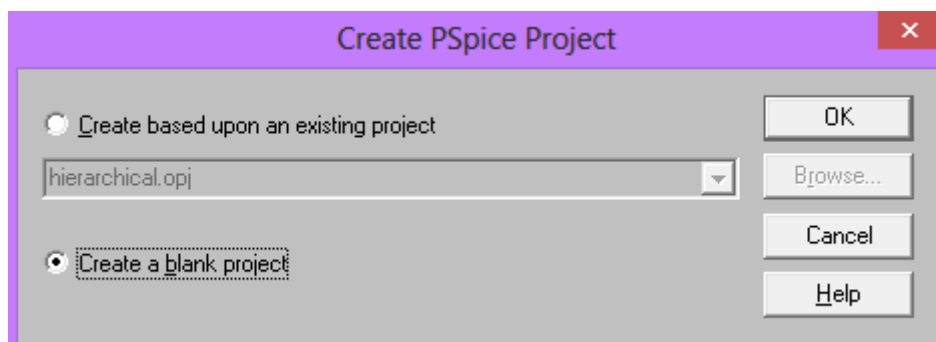 Create PSpice Project
Create based upon an existing project
OK
hierarchical.opj
Browse...
Cancel
Create a blank project
Help